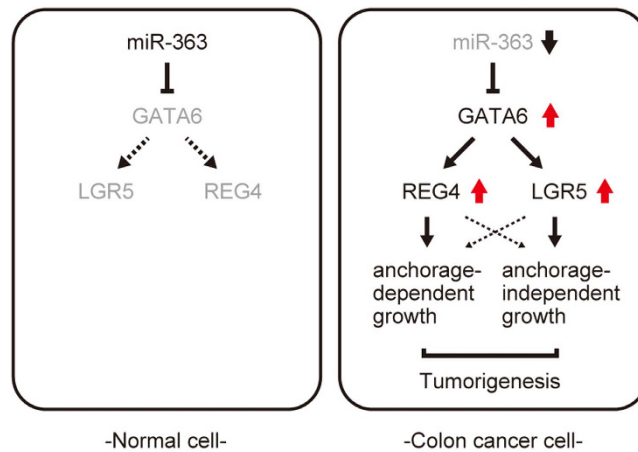 miR-363
GATA6
LGR5 REG4
-Normal cell-
miR-363
GATA6
REG4 LGR5
anchorage-
dependent
growth
anchorage-
independent
growth
Tumorigenesis
-Colon cancer cell-